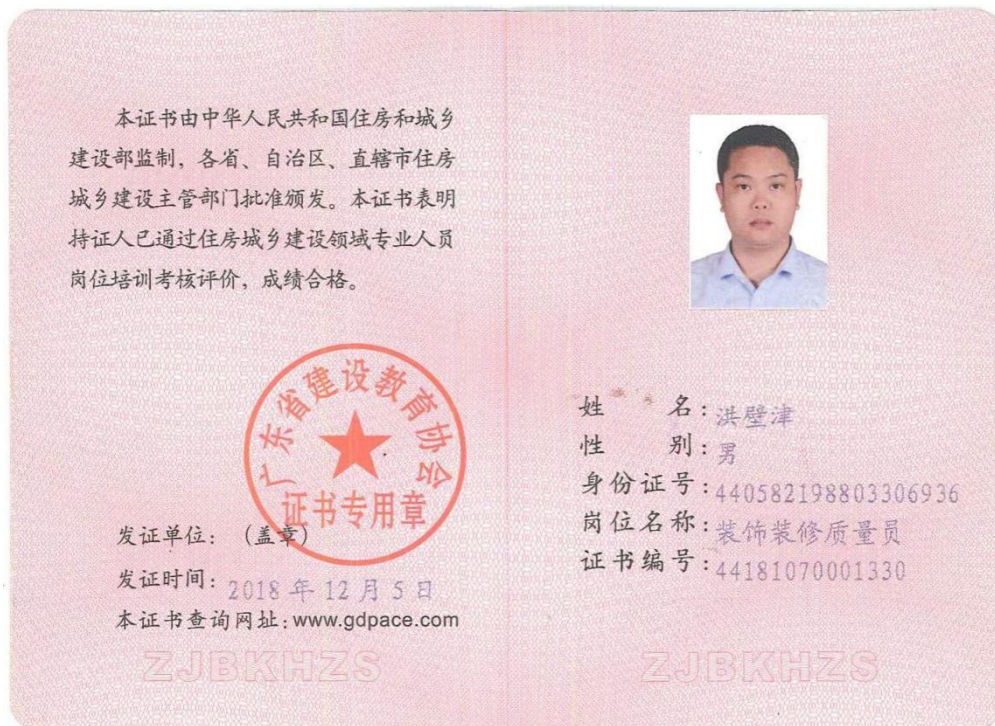 本证书由中华人民共和国住房和城乡
建设部监制，各省、自治区、直辖市住房
城乡建设主管部门批准颁发。本证书表明
持证人已通过住房城乡建设领域专业人员
岗位培训考核评价，成绩合格。
广东省建设教育协会
证书专用章
发证单位：（盖章）
发证时间：2018 年 12 月 5 日
本证书查询网址：www.gdpace.com
ZJBKHZS
姓 名：洪壁津
性 别：男
身份证号：440582198803306936
岗位名称：装饰装修质量员
证书编号：44181070001330
ZJBKHZS